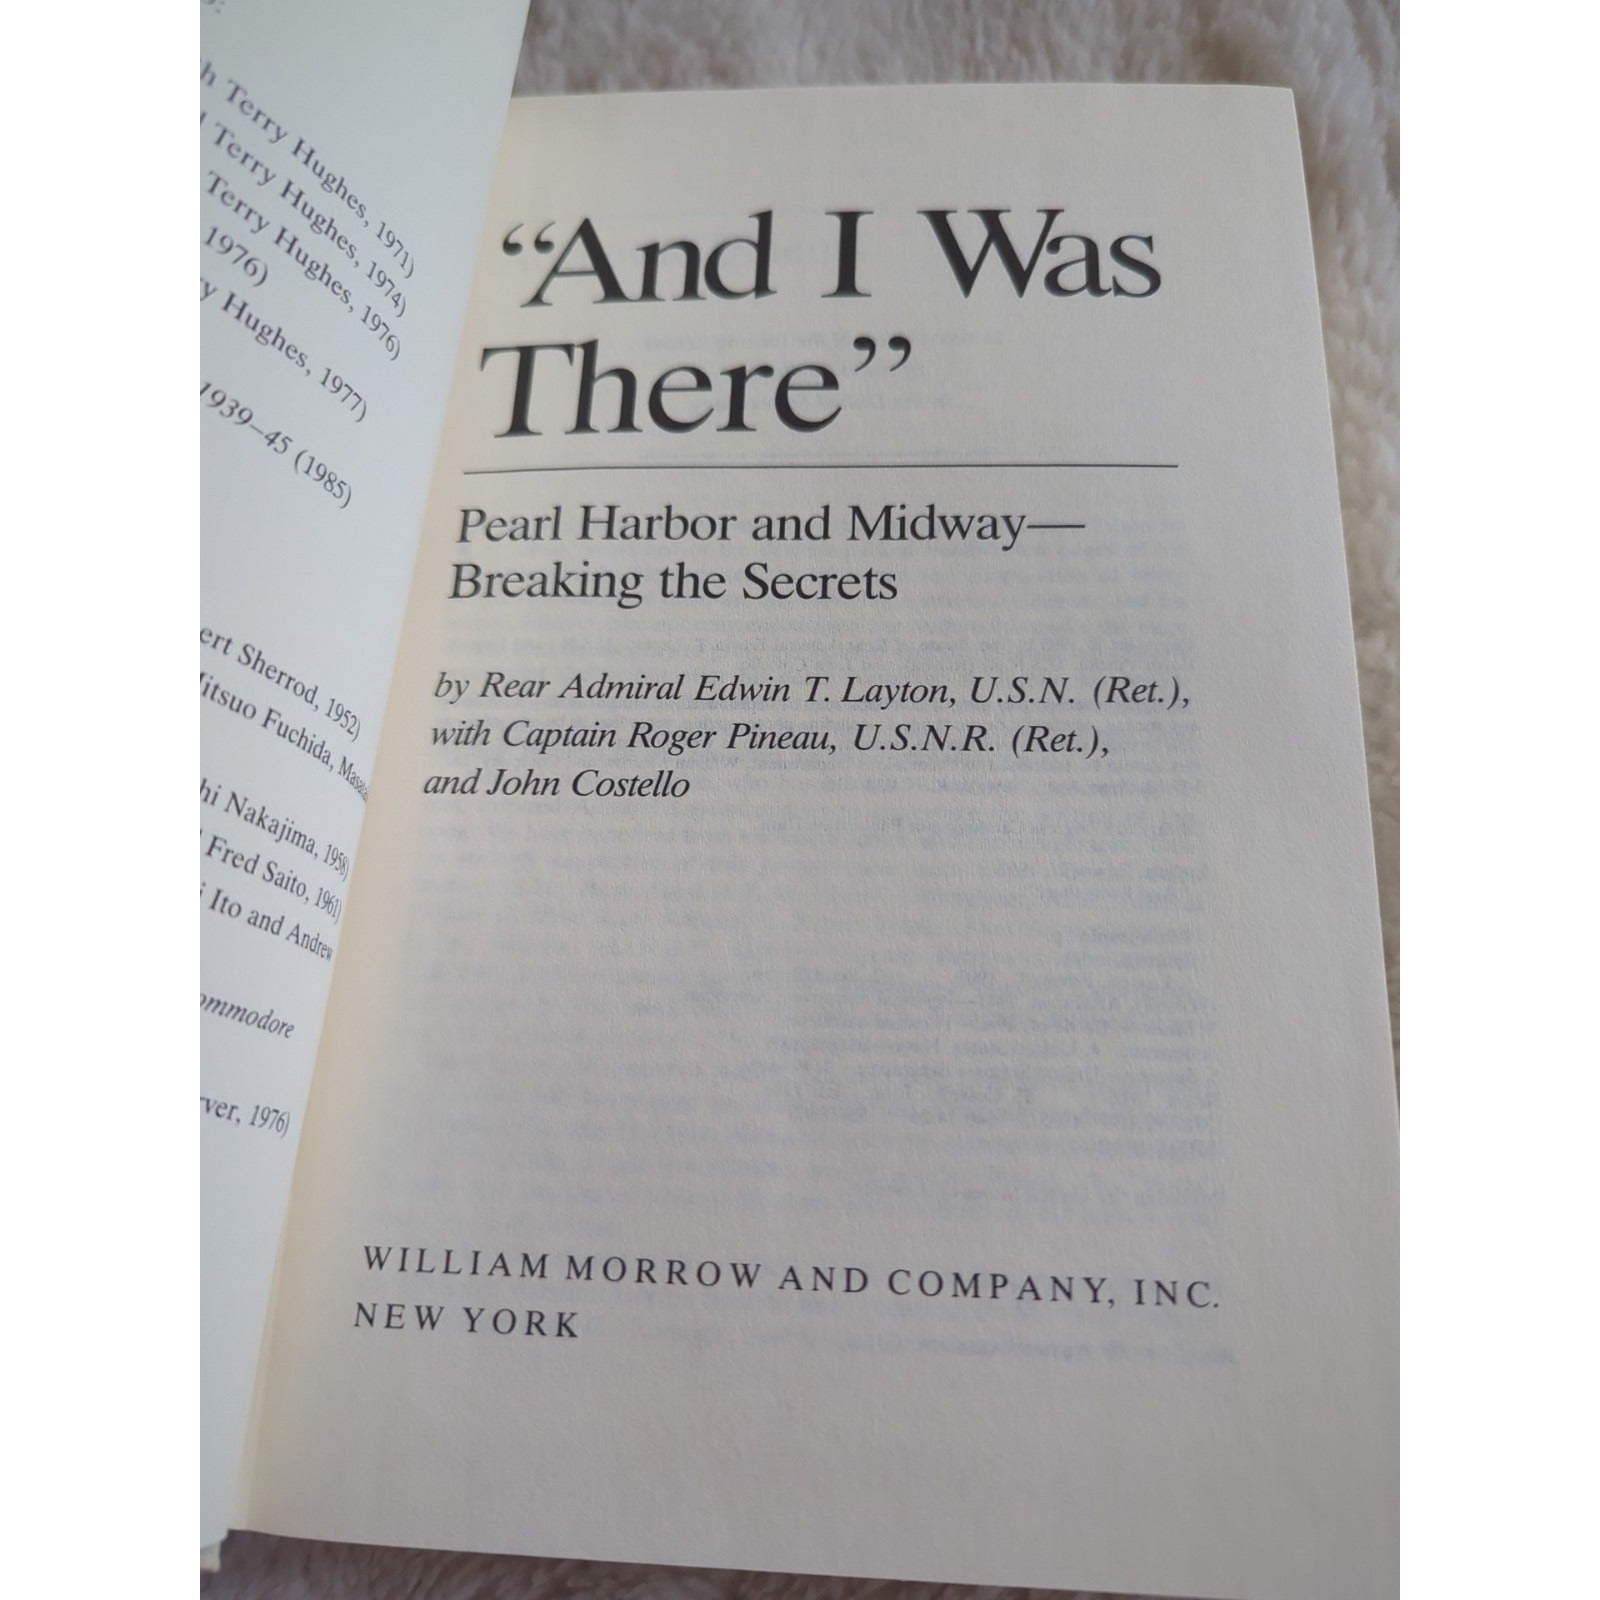 Terry Hughes, 1971)
Terry Hughes, 1974)
Terry Hughes, 1976)
1976)
Hughes, 1977)
1939–45 (1985)
Sherrod, 1952)
Fuchida,
Nakajima, 1958)
Fred Saito, 1961)
Ito and Andrew
1976)
“And I Was
There”
Pearl Harbor and Midway—
Breaking the Secrets
by Rear Admiral Edwin T. Layton, U.S.N. (Ret.),
with Captain Roger Pineau, U.S.N.R. (Ret.),
and John Costello
WILLIAM MORROW AND COMPANY, INC.
NEW YORK